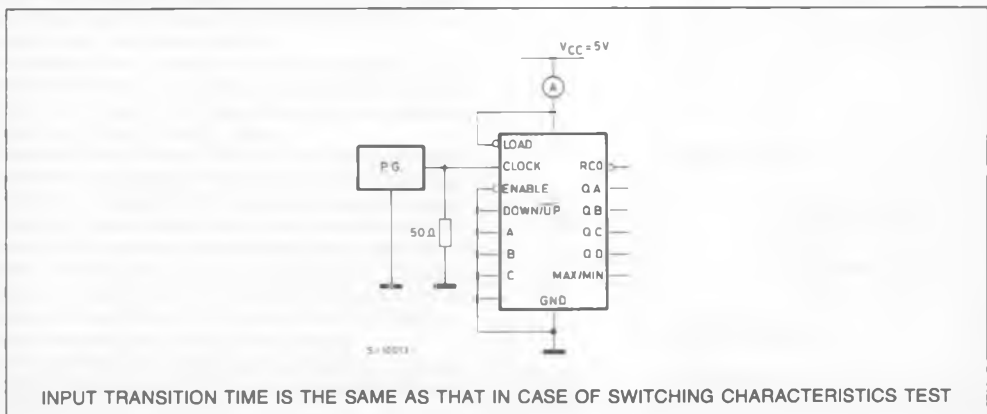 VCC=5V
A
LOAD
P.G. CLOCK RCO
ENABLE QA
DOWN/UP QB
50Ω A QC
B QD
C MAX/MIN
GND
INPUT TRANSITION TIME IS THE SAME AS THAT IN CASE OF SWITCHING CHARACTERISTICS TEST